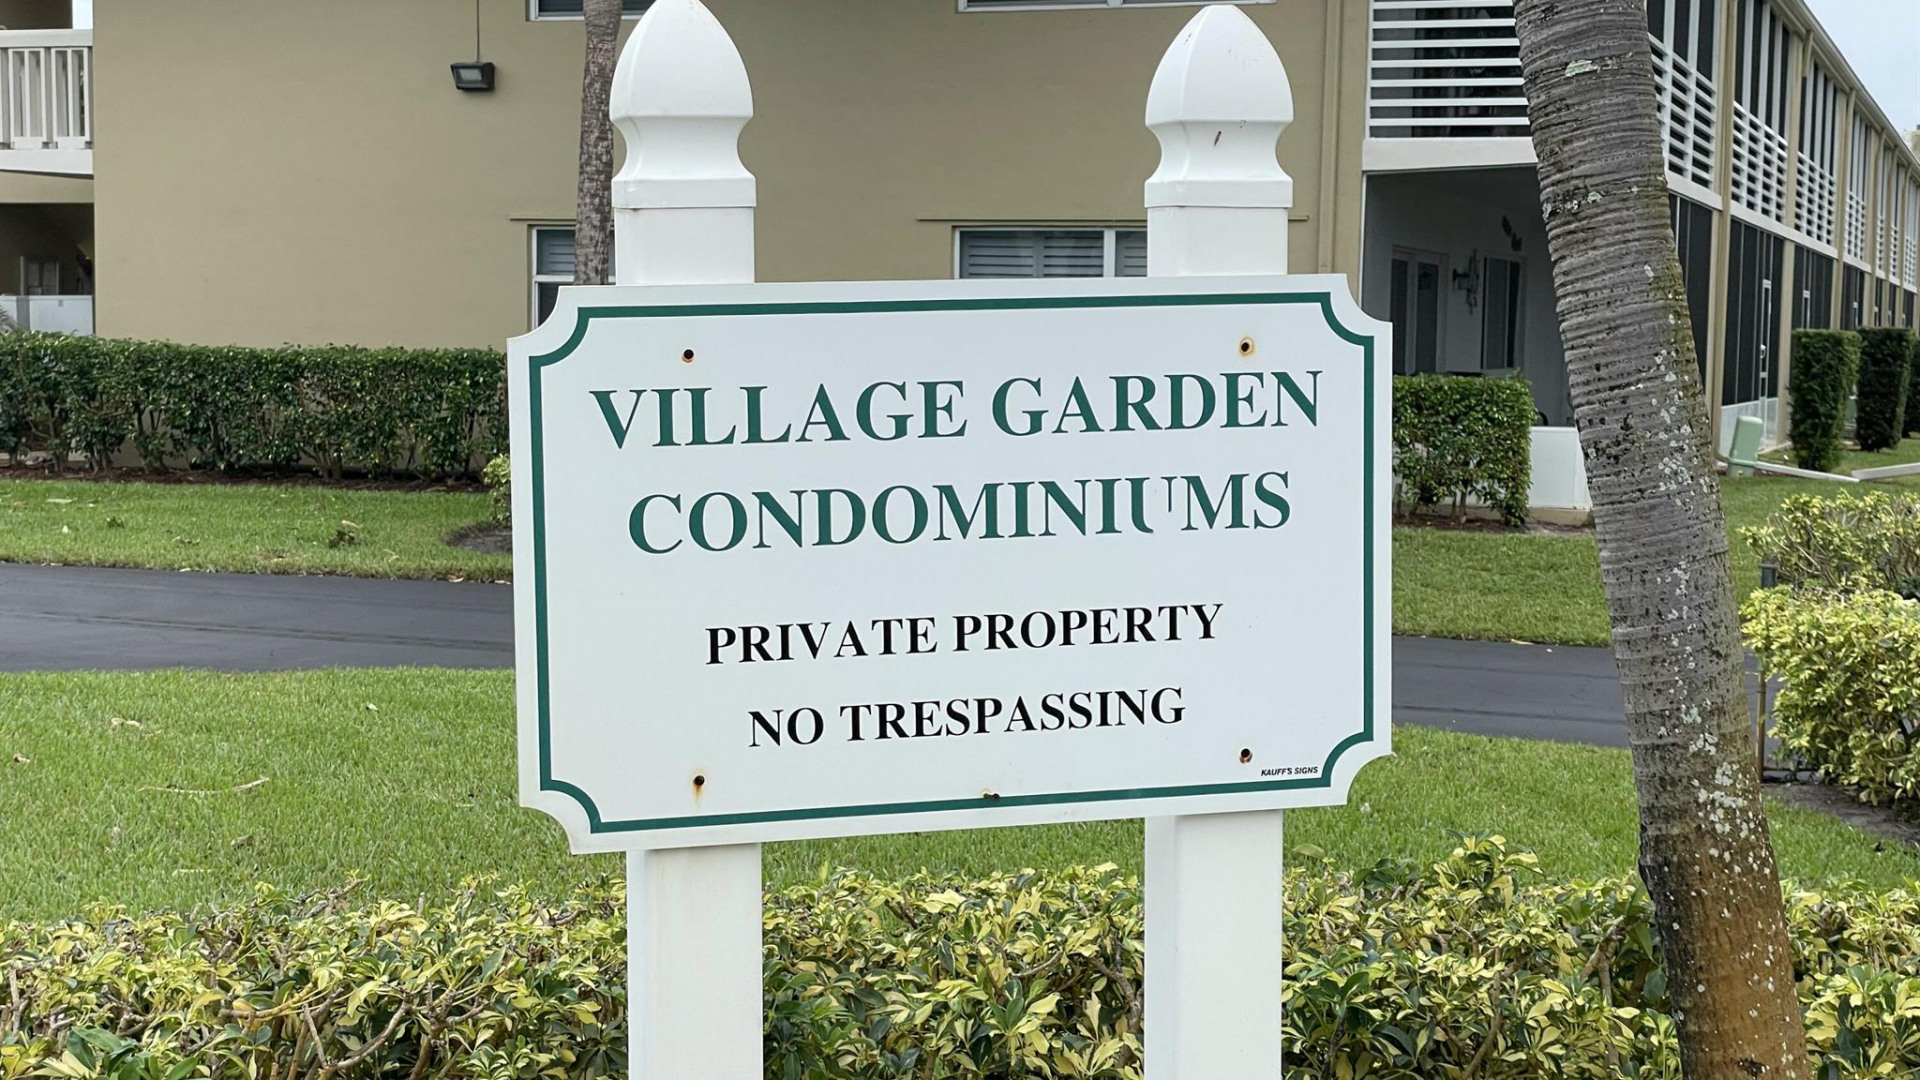 VILLAGE GARDEN
CONDOMINIUMS
PRIVATE PROPERTY
NO TRESPASSING
KAUFF'S SIGNS